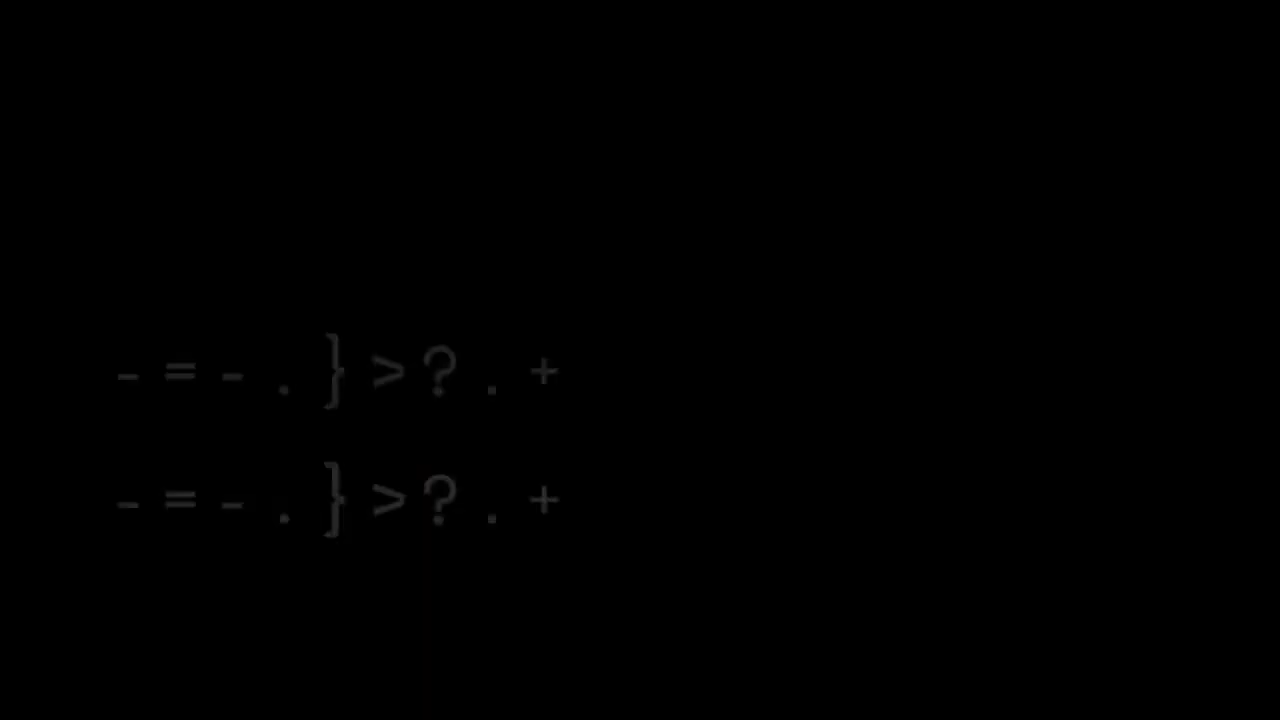 - = - . } > ? . +
- = - . } > ? . +